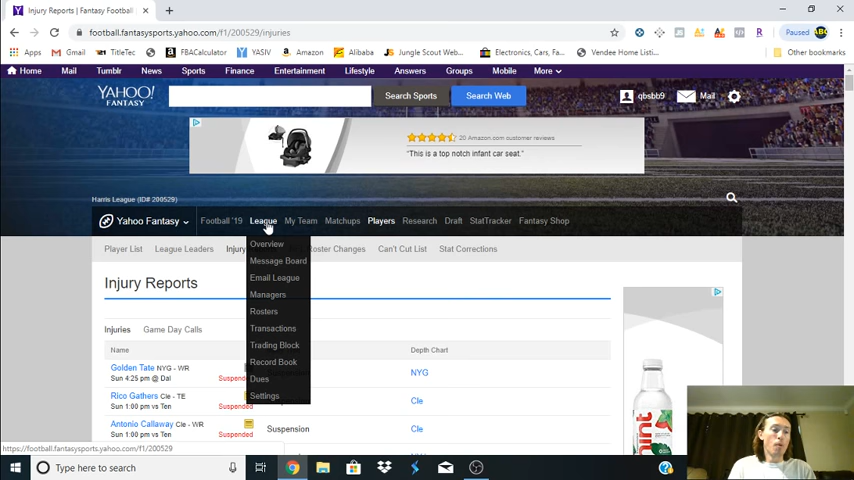 Injury Reports | Fantasy Football '19
football.fantasysports.yahoo.com/f1/200529/injuries
Paused
ABC
Apps Gmail TitleTec FBACalculator YASIV Amazon Alibaba Jungle Scout Web... Electronics, Cars, Fa... Vendee Home Listi... Other bookmarks
Home Mail Tumblr News Sports Finance Entertainment Lifestyle Answers Groups Mobile More
YAHOO!
FANTASY
Search Sports Search Web qbsbb9 Mail
20 Amazon.com customer reviews
"This is a top notch infant car seat."
Harris League (ID# 200529)
Yahoo Fantasy Football '19 League My Team Matchups Players Research Draft StatTracker Fantasy Shop
Player List League Leaders Injury Roster Changes Can't Cut List Stat Corrections
Overview
Message Board
Email League
Managers
Rosters
Transactions
Trading Block
Record Book
Dues
Settings
Injury Reports
Injuries Game Day Calls
Name Depth Chart
Golden Tate NYG - WR
Sun 4:25 pm @ Dal Suspend NYG
Rico Gathers Cle - TE
Sun 1:00 pm vs Ten Suspend Cle
Antonio Callaway Cle - WR
Sun 1:00 pm vs Ten Suspend Suspension Cle
https://football.fantasysports.yahoo.com/f1/200529
Type here to search